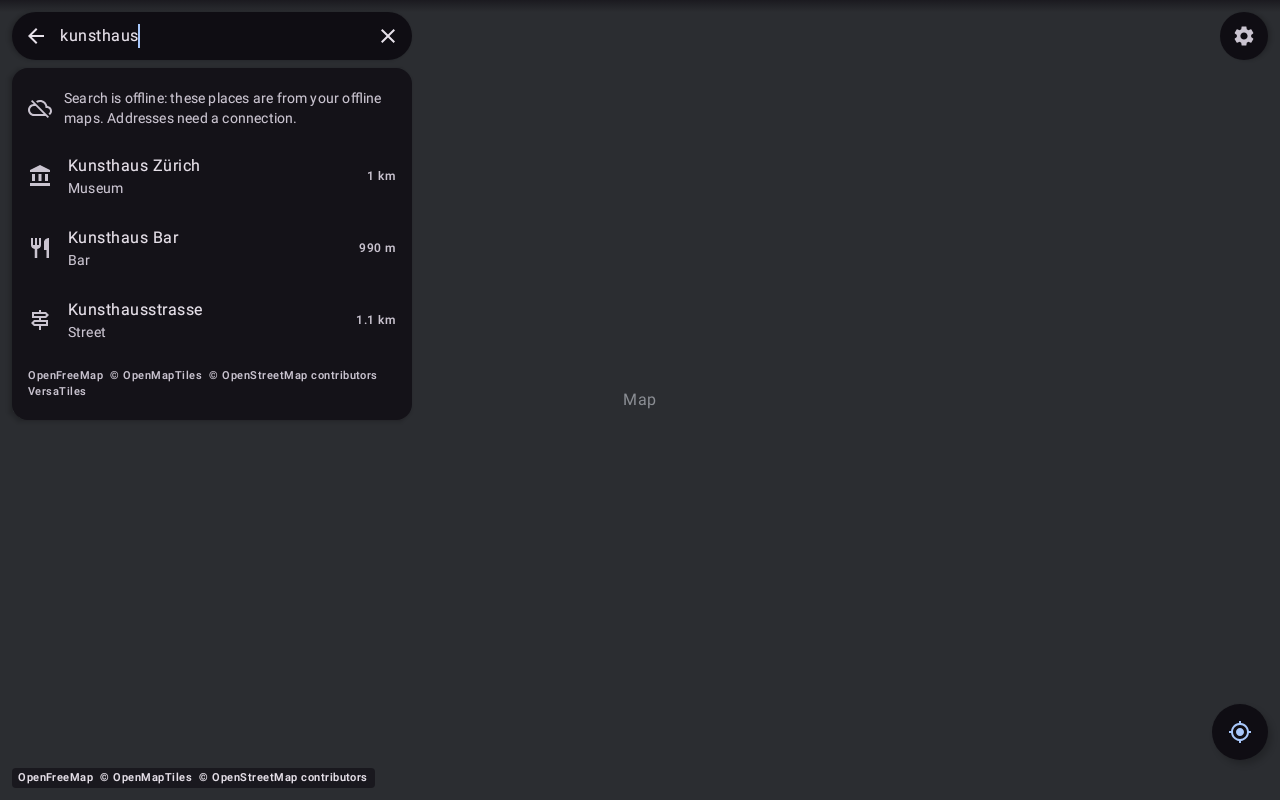 kunsthaus
Search is offline: these places are from your offline
maps. Addresses need a connection.
Kunsthaus Zürich
Museum
1 km
Kunsthaus Bar
Bar
990 m
Kunsthausstrasse
Street
1.1 km
OpenFreeMap © OpenMapTiles © OpenStreetMap contributors
VersaTiles
Map
OpenFreeMap © OpenMapTiles © OpenStreetMap contributors